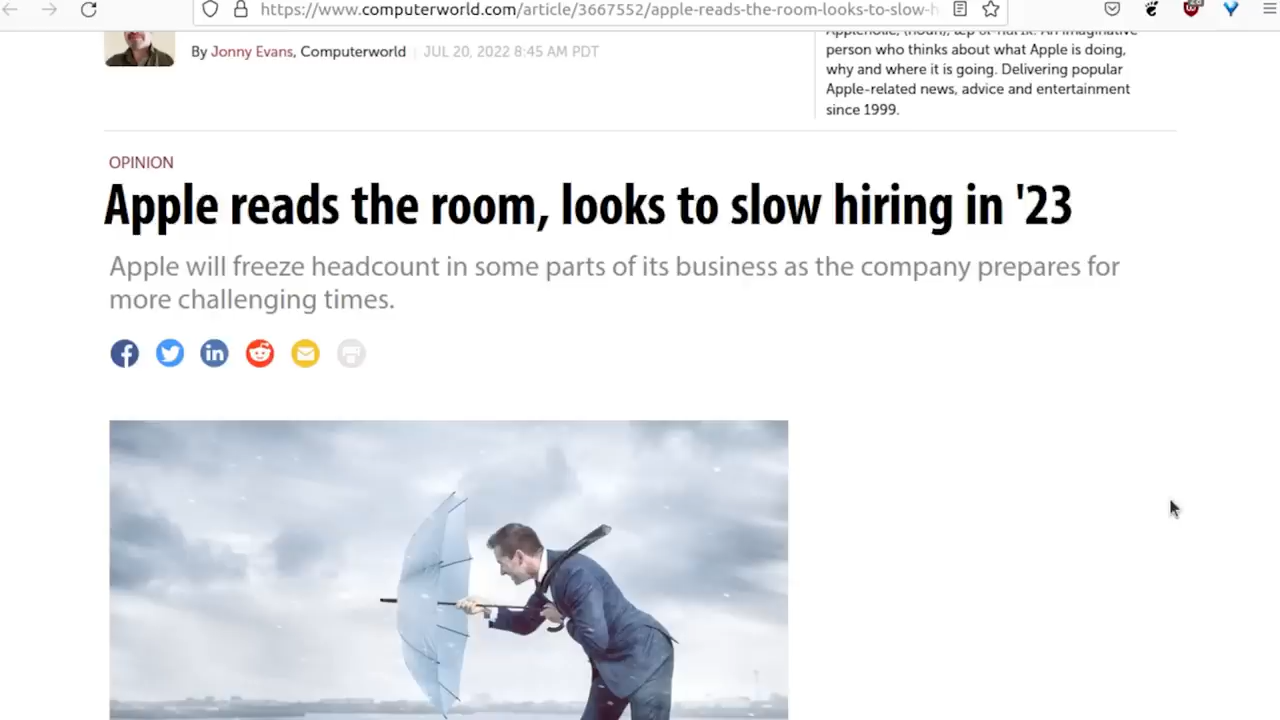 https://www.computerworld.com/article/3667552/apple-reads-the-room-looks-to-slow-h
By Jonny Evans, Computerworld | JUL 20, 2022 8:45 AM PDT
person who thinks about what Apple is doing,
why and where it is going. Delivering popular
Apple-related news, advice and entertainment
since 1999.
OPINION
Apple reads the room, looks to slow hiring in '23
Apple will freeze headcount in some parts of its business as the company prepares for
more challenging times.